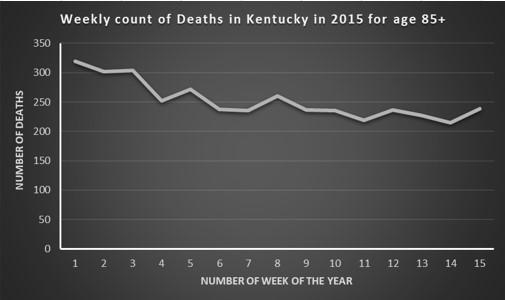 Weekly count of Deaths in Kentucky in 2015 for age 85+
350
300
250
200
150
100
50
0
NUMBER OF DEATHS
1 2 3 4 5 6 7 8 9 10 11 12 13 14 15
NUMBER OF WEEK OF THE YEAR